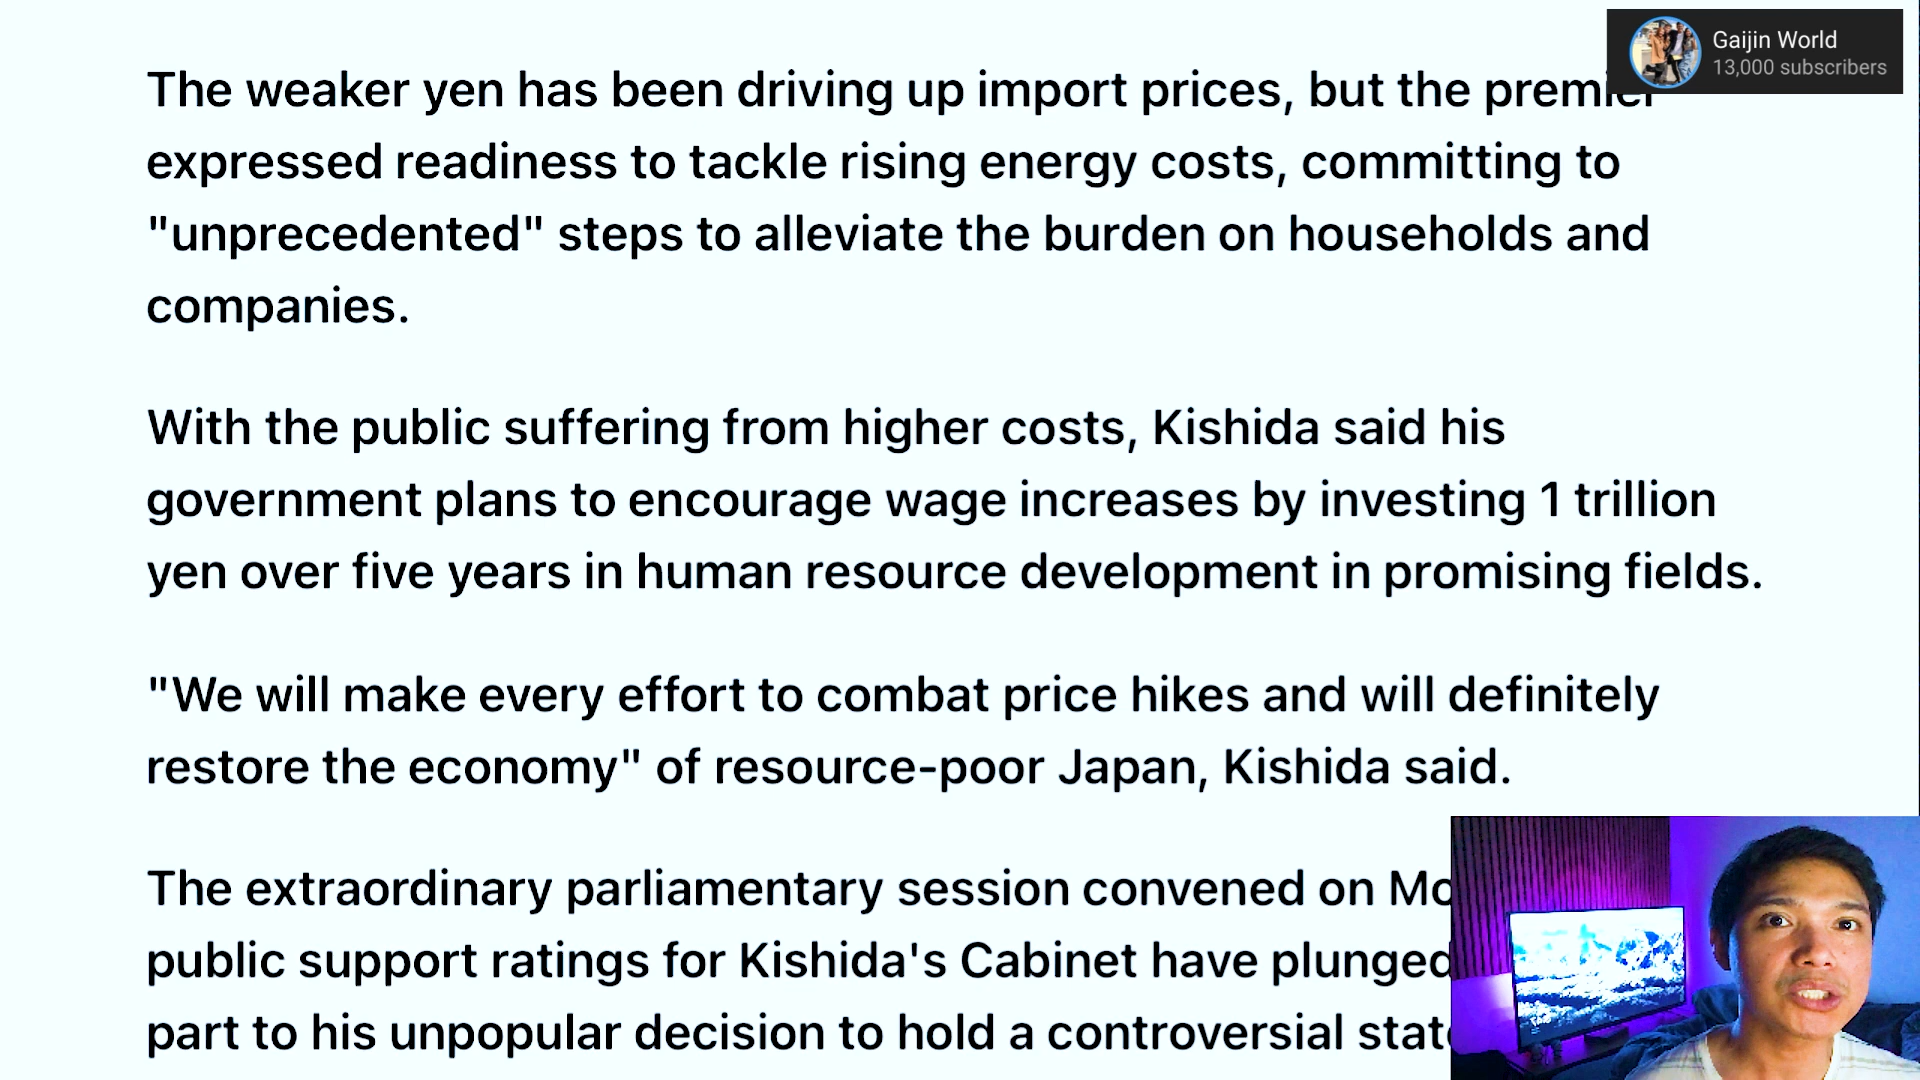 Gaijin World
13,000 subscribers
The weaker yen has been driving up import prices, but the premier
expressed readiness to tackle rising energy costs, committing to
"unprecedented" steps to alleviate the burden on households and
companies.
With the public suffering from higher costs, Kishida said his
government plans to encourage wage increases by investing 1 trillion
yen over five years in human resource development in promising fields.
"We will make every effort to combat price hikes and will definitely
restore the economy" of resource-poor Japan, Kishida said.
The extraordinary parliamentary session convened on Mo
public support ratings for Kishida's Cabinet have plunged
part to his unpopular decision to hold a controversial state